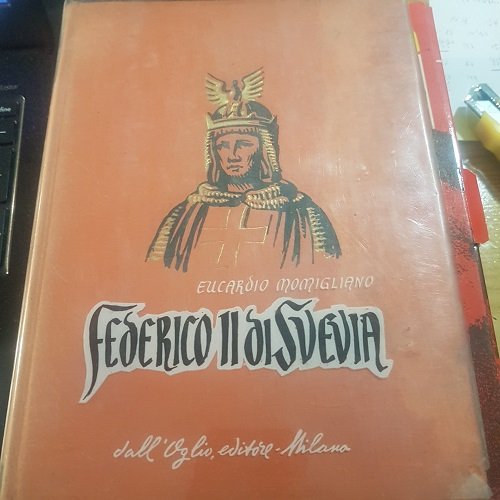 EUCARDIO MOMIGLIANO
FEDERICO II di SVEVIA
dall'Oglio, editore - Milano